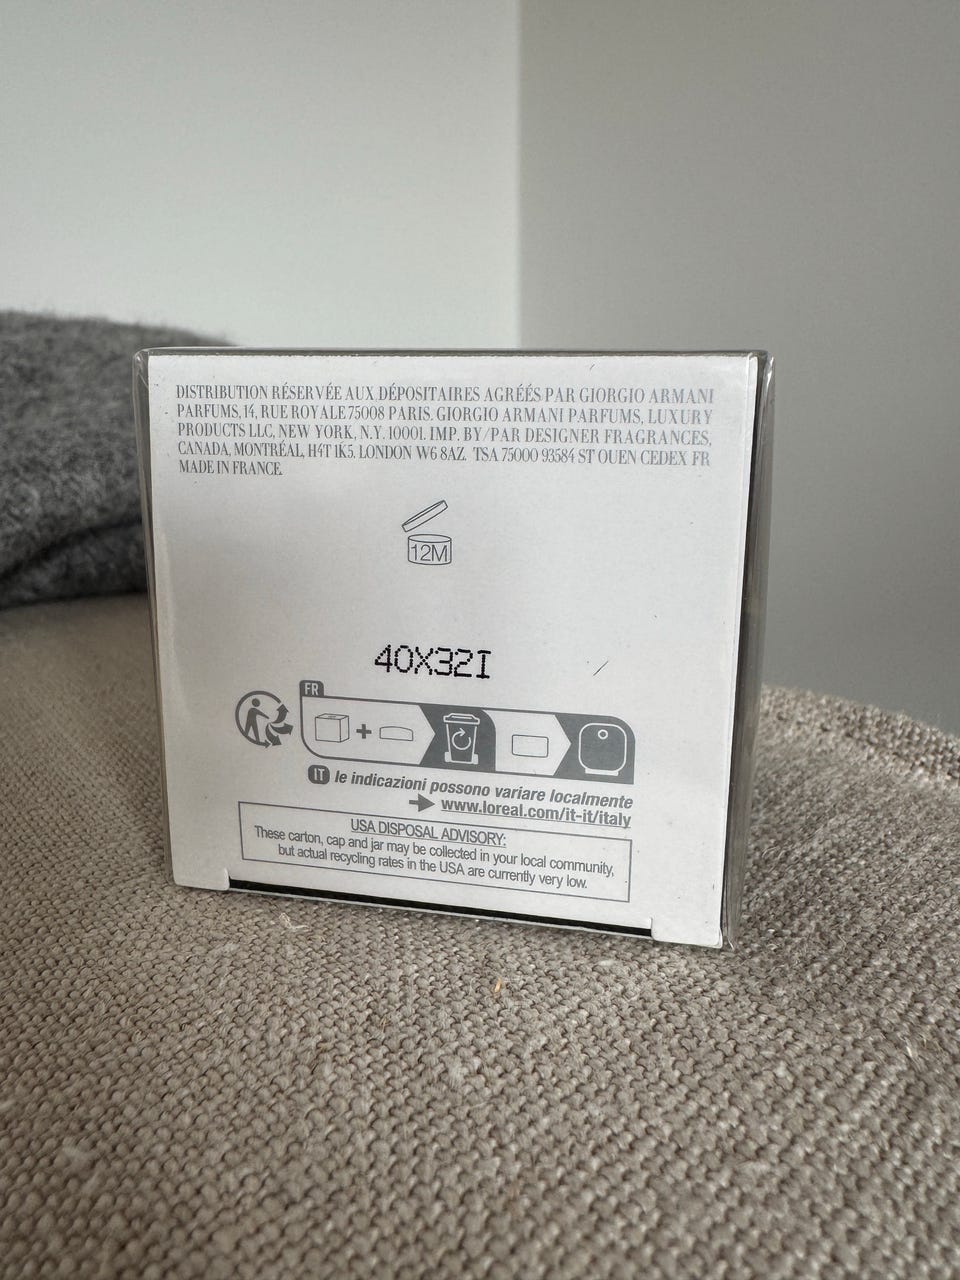 DISTRIBUTION RÉSERVÉE AUX DÉPOSITAIRES AGRÉÉS PAR GIORGIO ARMANI
PARFUMS, 14, RUE ROYALE 75008 PARIS. GIORGIO ARMANI PARFUMS, LUXURY
PRODUCTS LLC, NEW YORK, N.Y. 10001. IMP. BY/PAR DESIGNER FRAGRANCES,
CANADA, MONTRÉAL, H4T 1K5. LONDON W6 8AZ. TSA 75000 93584 ST OUEN CEDEX FR
MADE IN FRANCE.
12M
40X32I
FR
+
IT le indicazioni possono variare localmente
www.loreal.com/it-it/italy
USA DISPOSAL ADVISORY:
These carton, cap and jar may be collected in your local community,
but actual recycling rates in the USA are currently very low.